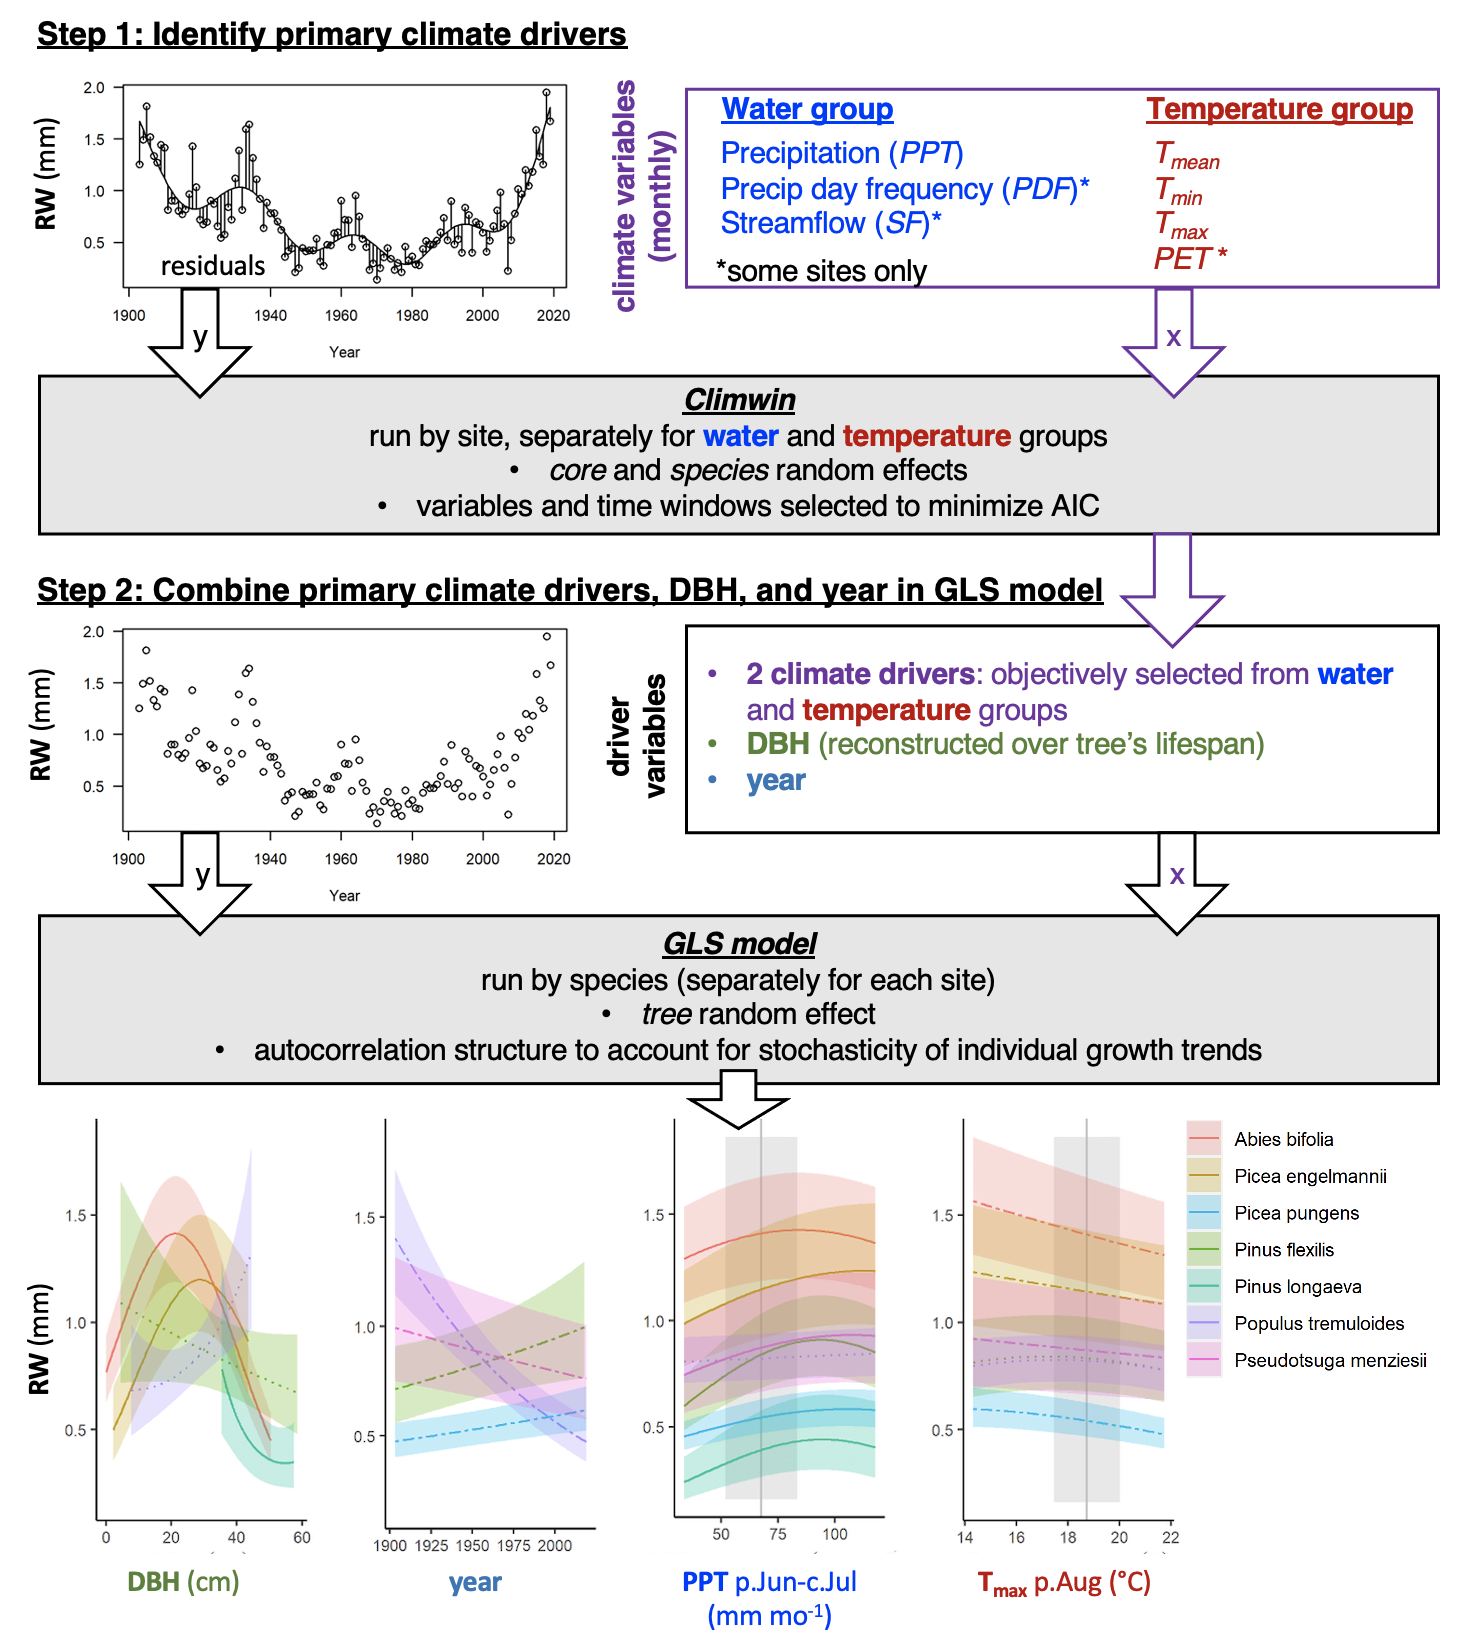 Step 1: Identify primary climate drivers
RW (mm)
2.0
1.5
1.0
0.5
residuals
1900
1940
1960
1980
2000
2020
Year
y
climate variables
(monthly)
Water group
Precipitation (PPT)
Precip day frequency (PDF)*
Streamflow (SF)*
*some sites only
Temperature group
Tmean
Tmin
Tmax
PET *
x
Climwin
run by site, separately for water and temperature groups
• core and species random effects
• variables and time windows selected to minimize AIC
Step 2: Combine primary climate drivers, DBH, and year in GLS model
RW (mm)
2.0
1.5
1.0
0.5
1900
1940
1960
1980
2000
2020
Year
y
driver
variables
• 2 climate drivers: objectively selected from water
and temperature groups
• DBH (reconstructed over tree's lifespan)
• year
x
GLS model
run by species (separately for each site)
• tree random effect
• autocorrelation structure to account for stochasticity of individual growth trends
RW (mm)
1.5
1.0
0.5
0 20 40 60
DBH (cm)
1.5
1.0
0.5
1900 1925 1950 1975 2000
year
1.5
1.0
0.5
50 75 100
PPT p.Jun-c.Jul
(mm mo-1)
1.5
1.0
0.5
14 16 18 20 22
Tmax p.Aug (°C)
Abies bifolia
Picea engelmannii
Picea pungens
Pinus flexilis
Pinus longaeva
Populus tremuloides
Pseudotsuga menziesii